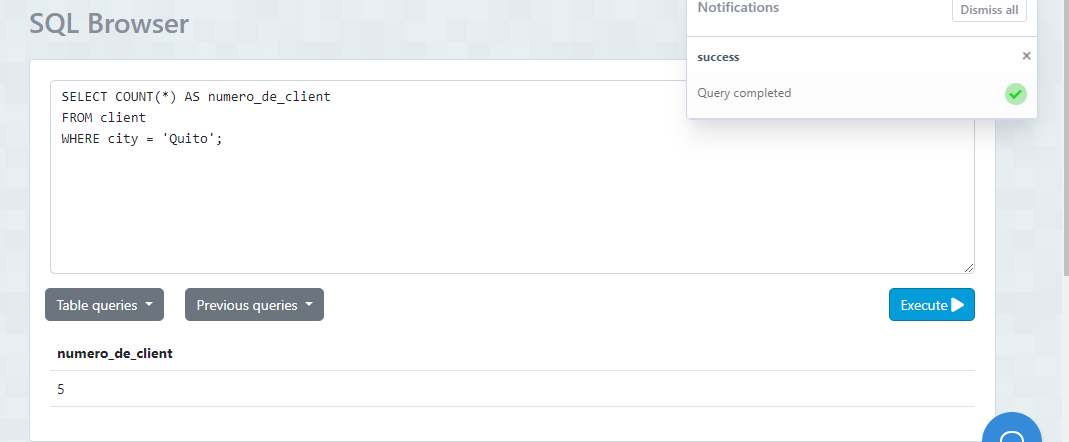 SQL Browser
Notifications
Dismiss all
success
×
Query completed
SELECT COUNT(*) AS numero_de_client
FROM client
WHERE city = 'Quito';
Table queries
Previous queries
Execute
numero_de_client
5